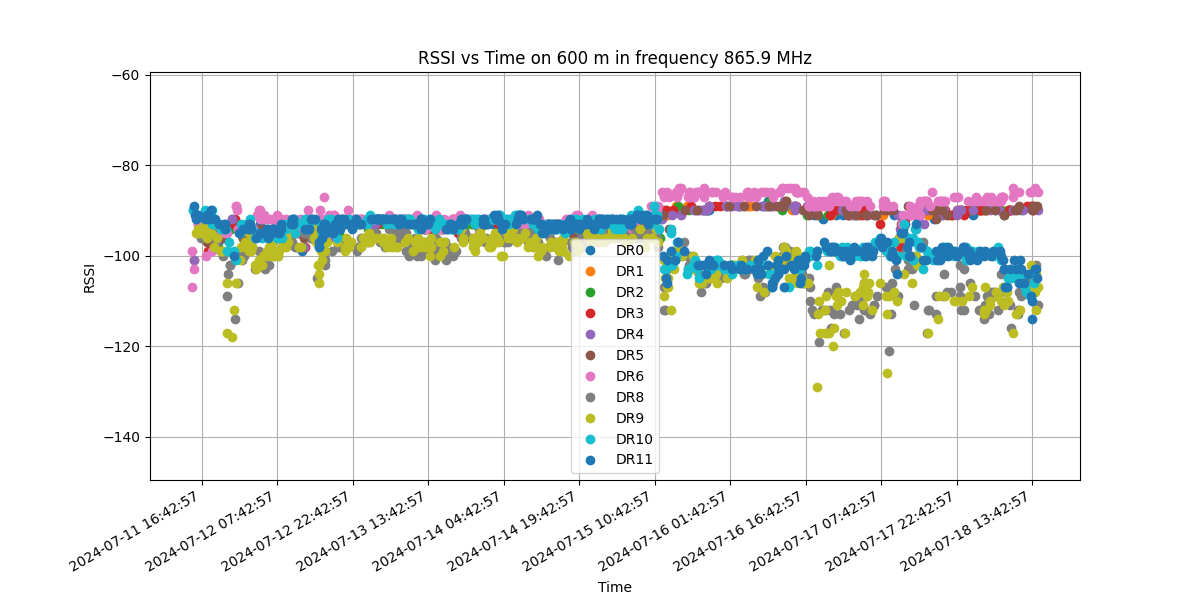 RSSI vs Time on 600 m in frequency 865.9 MHz
RSSI
−60
−80
−100
−120
−140
DR0
DR1
DR2
DR3
DR4
DR5
DR6
DR8
DR9
DR10
DR11
2024-07-11 16:42:57
2024-07-12 07:42:57
2024-07-12 22:42:57
2024-07-13 13:42:57
2024-07-14 04:42:57
2024-07-14 19:42:57
2024-07-15 10:42:57
2024-07-16 01:42:57
2024-07-16 16:42:57
2024-07-17 07:42:57
2024-07-17 22:42:57
2024-07-18 13:42:57
Time